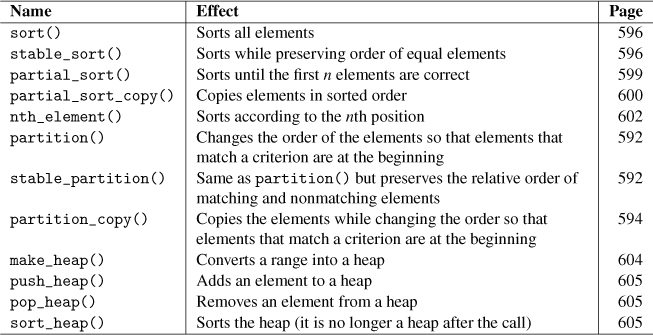 Name Effect Page
sort() Sorts all elements 596
stable_sort() Sorts while preserving order of equal elements 596
partial_sort() Sorts until the first n elements are correct 599
partial_sort_copy() Copies elements in sorted order 600
nth_element() Sorts according to the nth position 602
partition() Changes the order of the elements so that elements that 592
match a criterion are at the beginning
stable_partition() Same as partition() but preserves the relative order of 592
matching and nonmatching elements
partition_copy() Copies the elements while changing the order so that 594
elements that match a criterion are at the beginning
make_heap() Converts a range into a heap 604
push_heap() Adds an element to a heap 605
pop_heap() Removes an element from a heap 605
sort_heap() Sorts the heap (it is no longer a heap after the call) 605